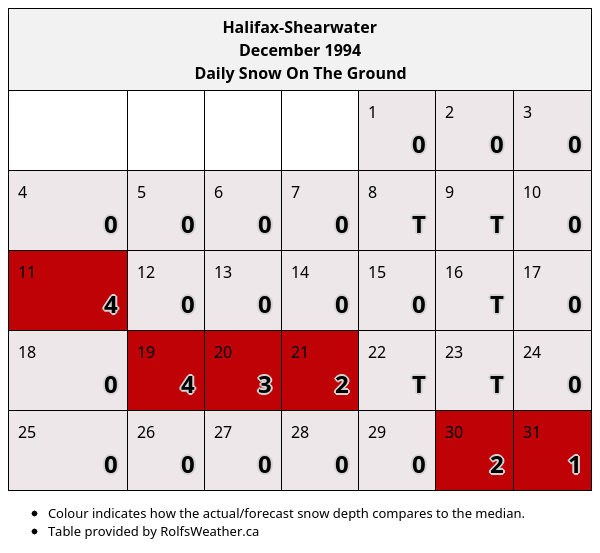 Halifax-Shearwater
December 1994
Daily Snow On The Ground
1 2 3
0 0 0
4 5 6 7 8 9 10
0 0 0 0 T T 0
11 12 13 14 15 16 17
4 0 0 0 0 T 0
18 19 20 21 22 23 24
0 4 3 2 T T 0
25 26 27 28 29 30 31
0 0 0 0 0 2 1
• Colour indicates how the actual/forecast snow depth compares to the median.
• Table provided by RolfsWeather.ca